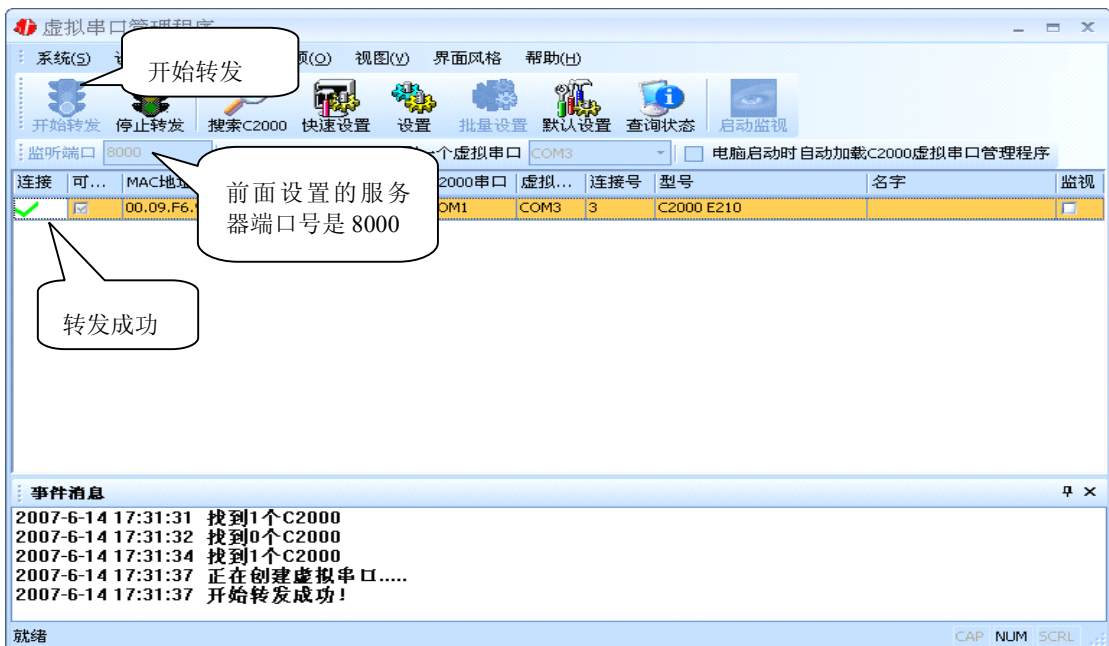 虚拟串口管理程序
系统(S) 项(O) 视图(V) 界面风格 帮助(H)
开始转发
开始转发 停止转发 搜索C2000 快速设置 设置 批量设置 默认设置 查询状态 启动监视
监听端口 8000 一个虚拟串口 COM3 电脑启动时自动加载C2000虚拟串口管理程序
连接 可... MAC地址 2000串口 虚拟... 连接号 型号 名字 监视
00.09.F6. OM1 COM3 3 C2000 E210
前面设置的服务
器端口号是 8000
转发成功
事件消息
2007-6-14 17:31:31 找到1个C2000
2007-6-14 17:31:32 找到0个C2000
2007-6-14 17:31:34 找到1个C2000
2007-6-14 17:31:37 正在创建虚拟串口.....
2007-6-14 17:31:37 开始转发成功!
就绪 CAP NUM SCRL